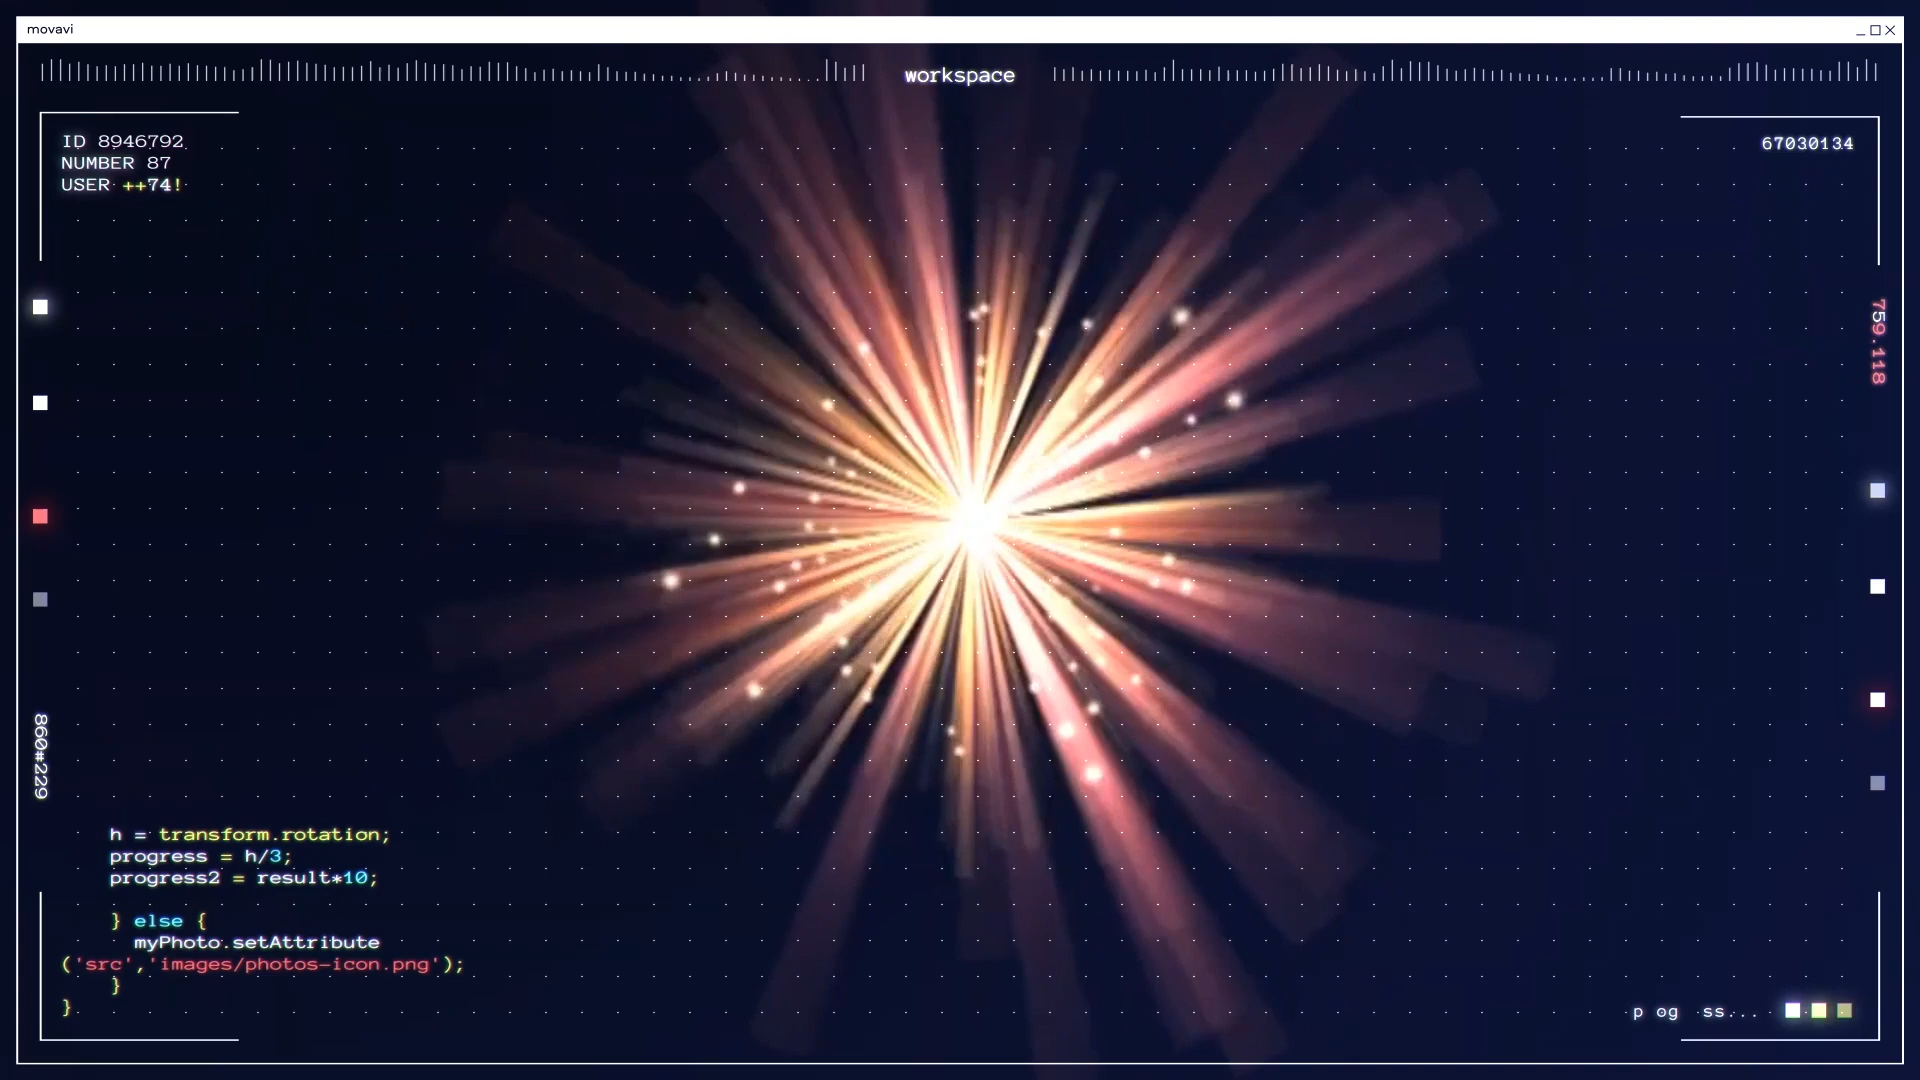 movavi
workspace
ID 8946792
NUMBER 87
USER ++74!
67030134
759.118
860#229
h = transform.rotation;
progress = h/3;
progress2 = result*10;
} else {
myPhoto.setAttribute
('src','images/photos-icon.png');
}
}
p og ss...